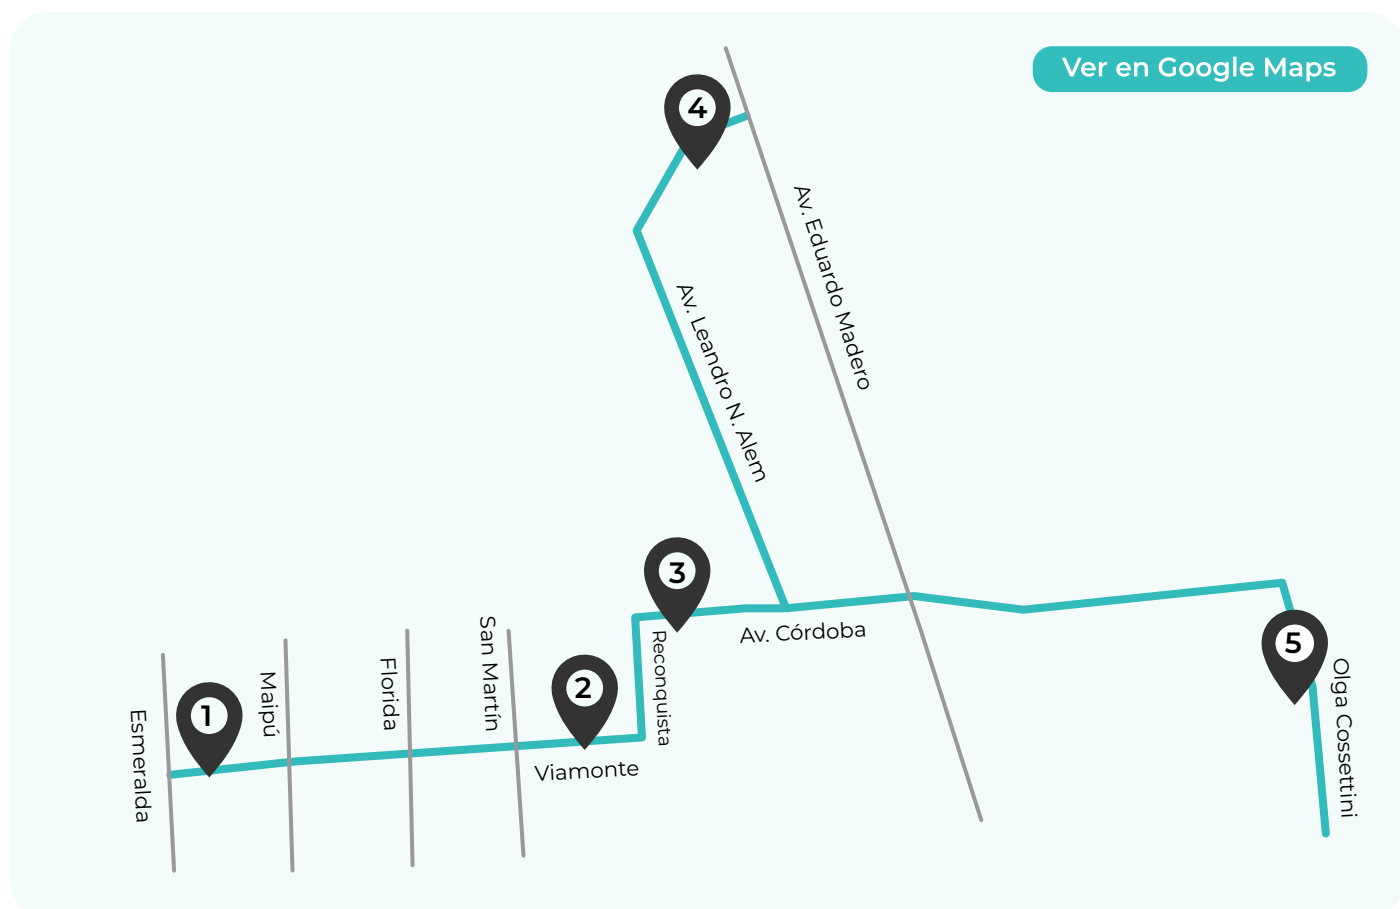 Ver en Google Maps
4
Av. Eduardo Madero
Av. Leandro N. Alem
3
Av. Córdoba
5
Olga Cossettini
San Martín
Reconquista
2
Florida
Maipú
1
Esmeralda
Viamonte